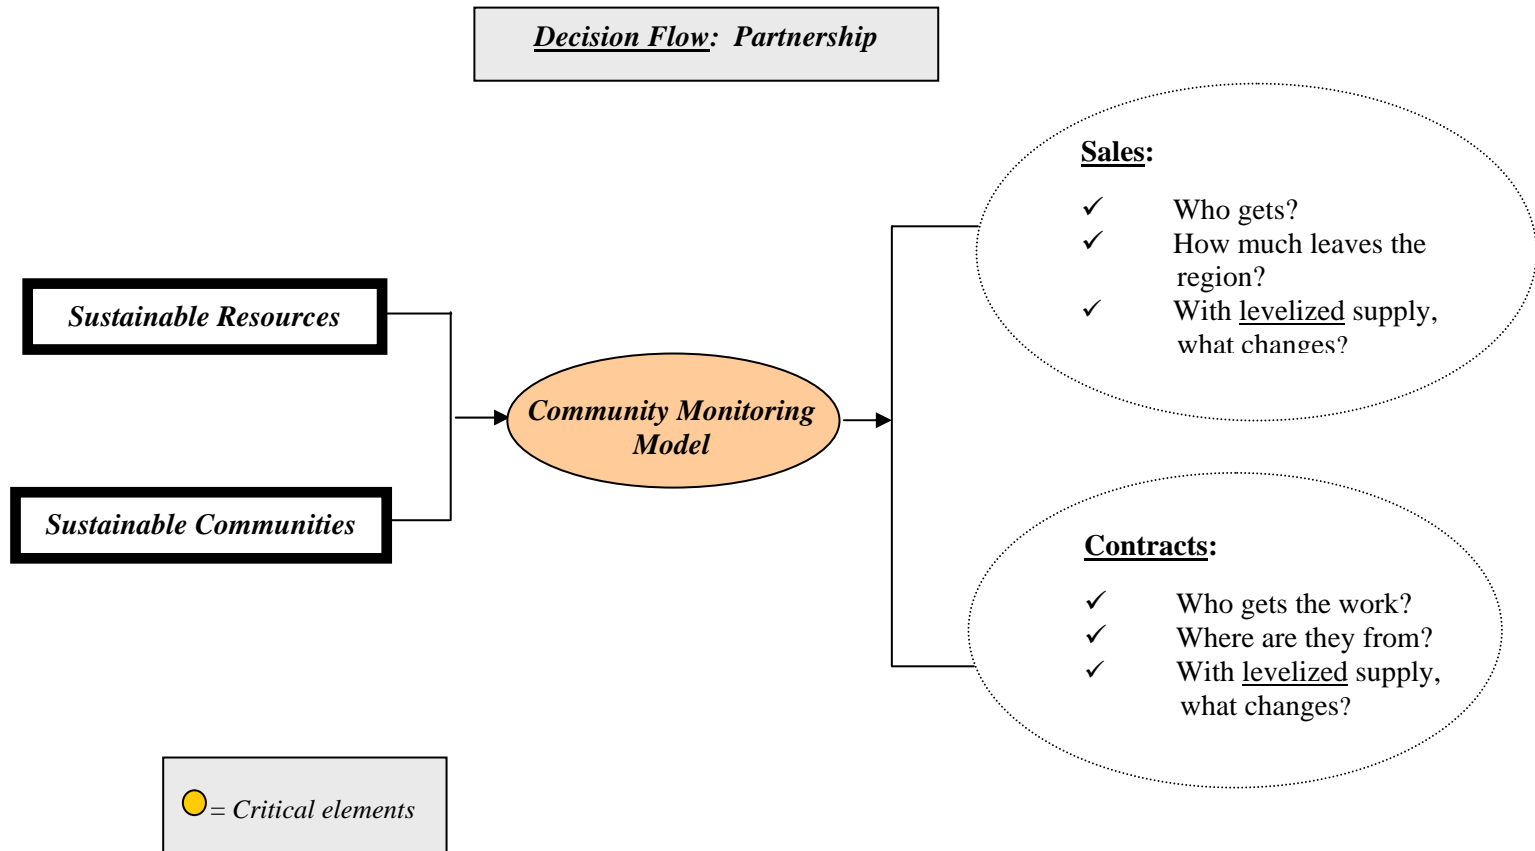 Decision Flow: Partnership
Sales:
✓ Who gets?
✓ How much leaves the
region?
✓ With levelized supply,
what changes?
Sustainable Resources
Community Monitoring
Model
Sustainable Communities
Contracts:
✓ Who gets the work?
✓ Where are they from?
✓ With levelized supply,
what changes?
= Critical elements